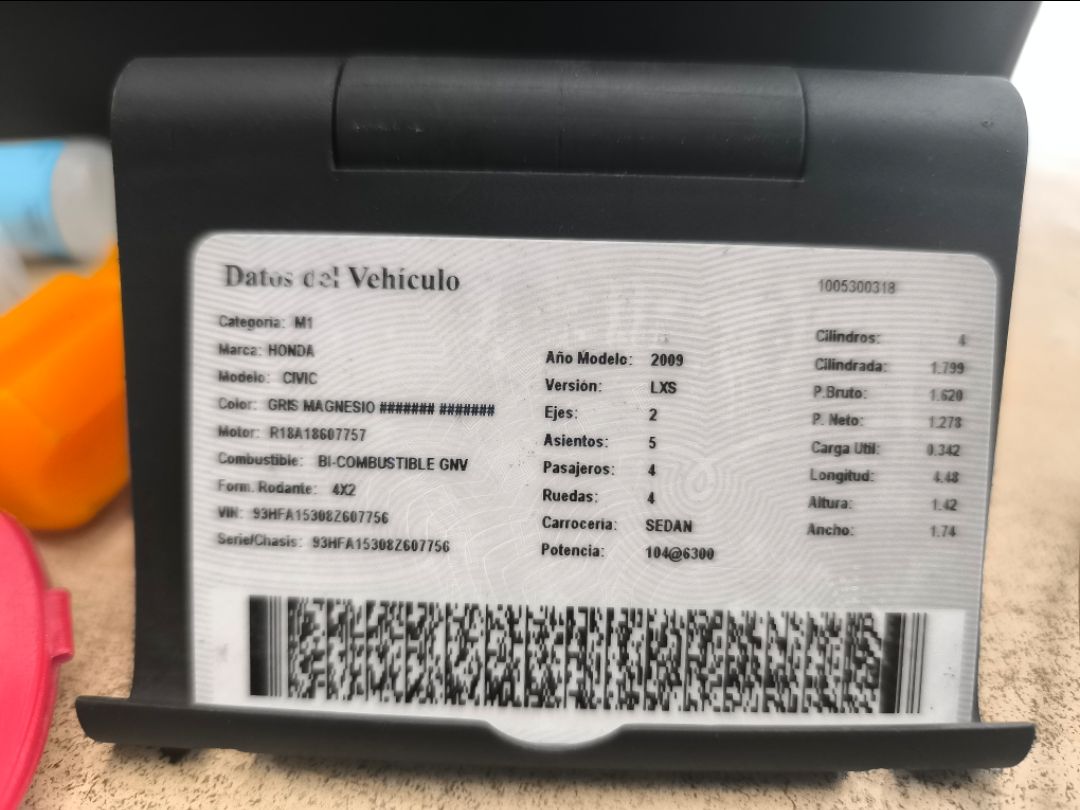 Datos del Vehículo
1005300318
Categoría: M1
Marca: HONDA
Modelo: CIVIC
Color: GRIS MAGNESIO ####### #######
Motor: R18A18607757
Combustible: BI-COMBUSTIBLE GNV
Form. Rodante: 4X2
VIN: 93HFA15308Z607756
Serie/Chasis: 93HFA15308Z607756
Año Modelo: 2009
Versión: LXS
Ejes: 2
Asientos: 5
Pasajeros: 4
Ruedas: 4
Carrocería: SEDAN
Potencia: 104@6300
Cilindros: 4
Cilindrada: 1.799
P.Bruto: 1.620
P. Neto: 1.278
Carga Util: 0.342
Longitud: 4.48
Altura: 1.42
Ancho: 1.74